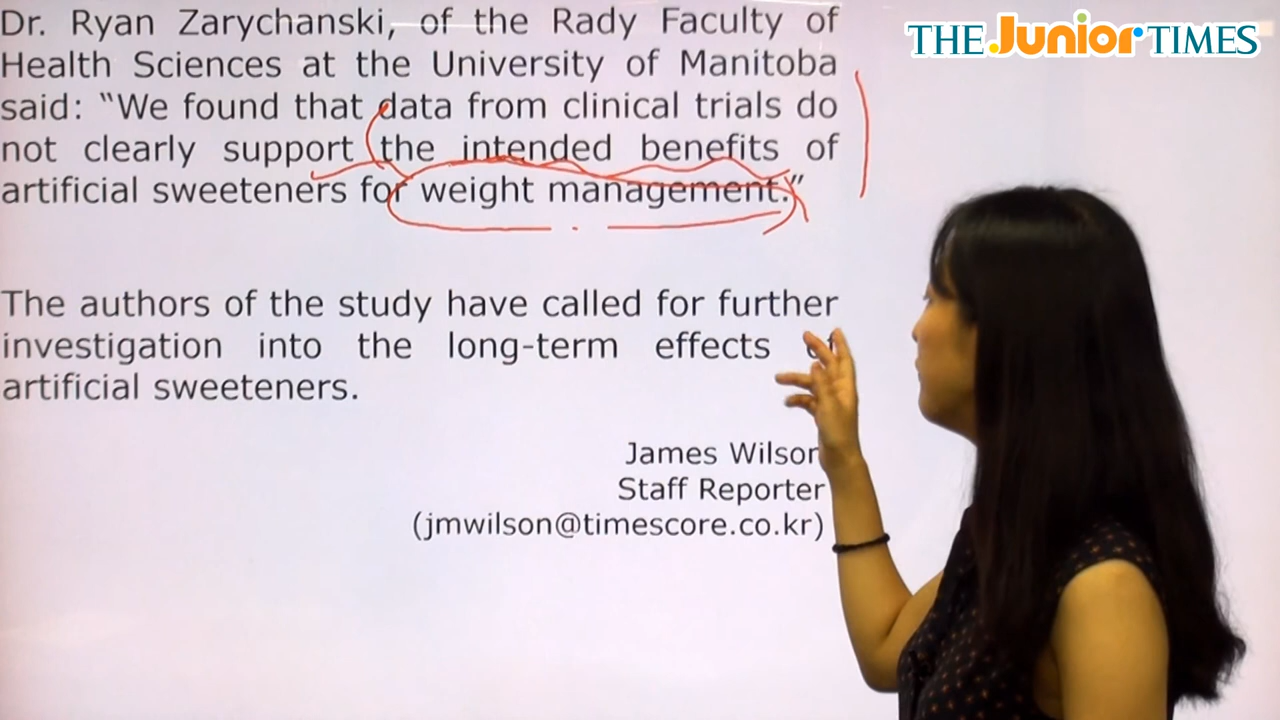 THE Junior TIMES
Dr. Ryan Zarychanski, of the Rady Faculty of
Health Sciences at the University of Manitoba
said: “We found that data from clinical trials do
not clearly support the intended benefits of
artificial sweeteners for weight management.”
The authors of the study have called for further
investigation into the long-term effects of
artificial sweeteners.
James Wilson
Staff Reporter
(jmwilson@timescore.co.kr)